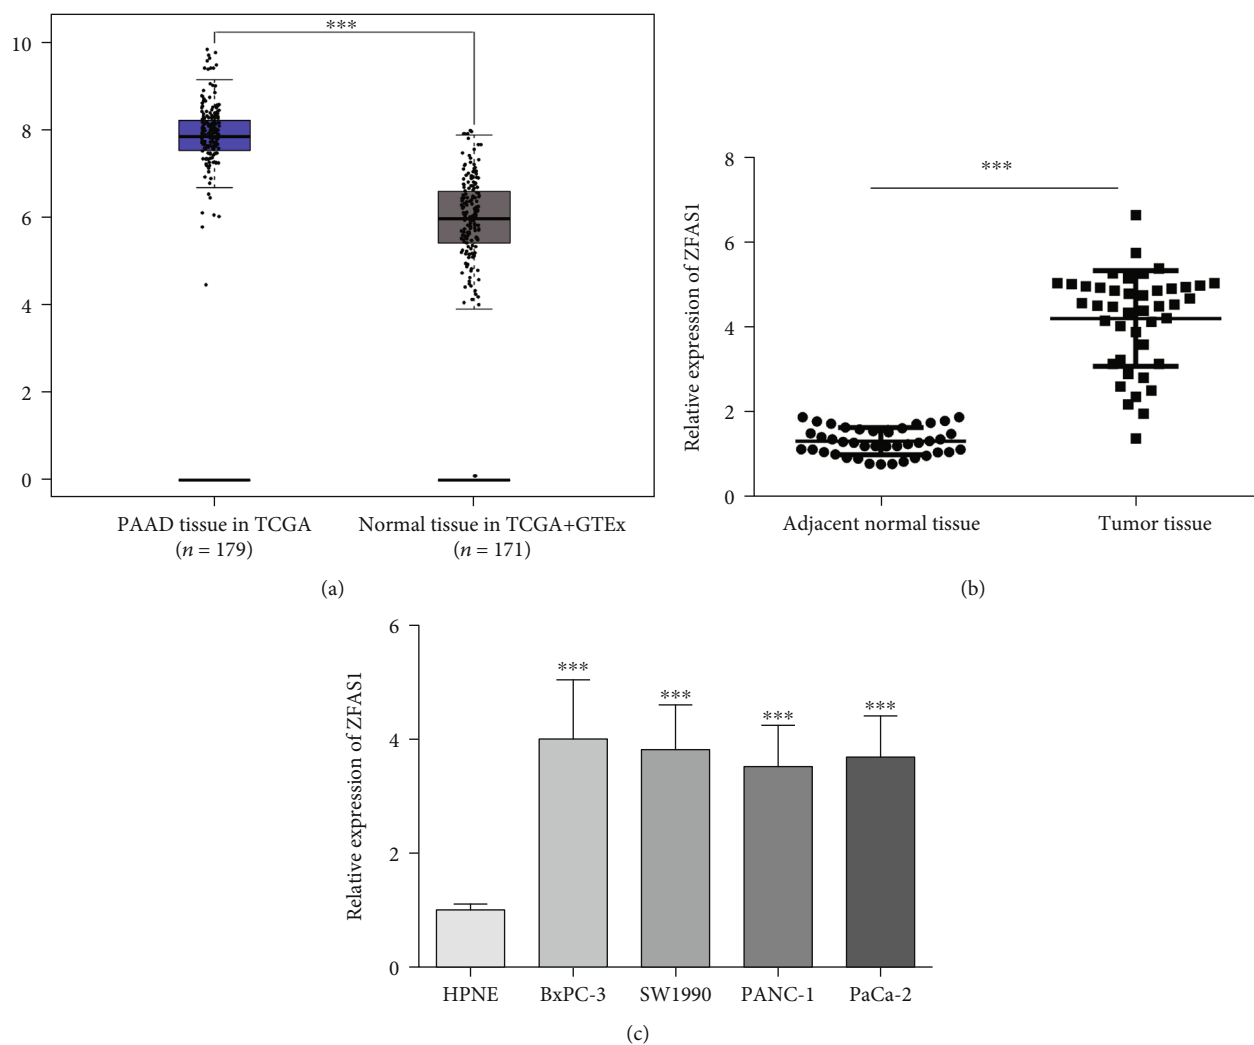 ***
10
8
6
4
2
0
PAAD tissue in TCGA
(n = 179)
Normal tissue in TCGA+GTEx
(n = 171)
(a)
***
Relative expression of ZFAS1
8
6
4
2
0
Adjacent normal tissue
Tumor tissue
(b)
Relative expression of ZFAS1
6
4
2
0
***
***
***
***
HPNE
BxPC-3
SW1990
PANC-1
PaCa-2
(c)